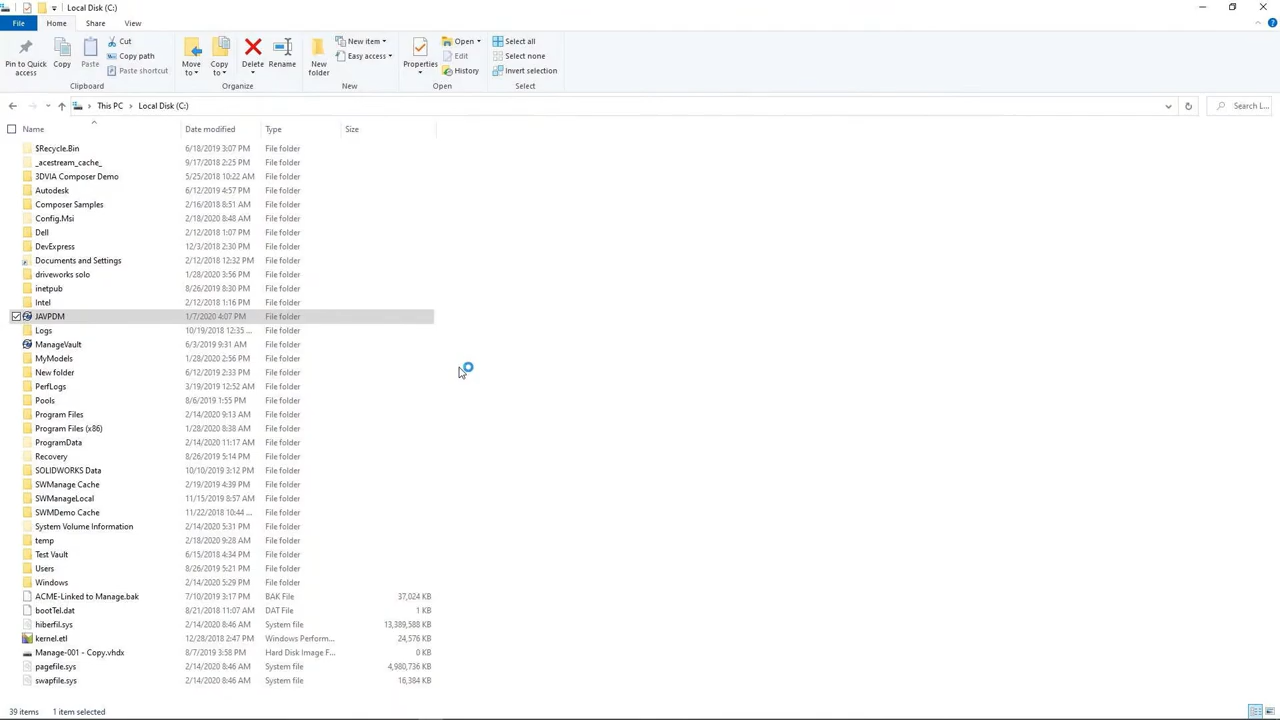 Local Disk (C:)
File Home Share View
Pin to Quick access
Copy
Paste
Cut
Copy path
Paste shortcut
Clipboard
Move to
Copy to
Delete
Rename
Organize
New folder
New item
Easy access
New
Properties
Open
Edit
History
Open
Select all
Select none
Invert selection
Select
This PC Local Disk (C:) Search L...
Name Date modified Type Size
$Recycle.Bin 6/18/2019 3:07 PM File folder
_acestream_cache_ 9/17/2018 2:25 PM File folder
3DVIA Composer Demo 5/25/2018 10:22 AM File folder
Autodesk 6/12/2019 4:57 PM File folder
Composer Samples 2/16/2018 8:51 AM File folder
Config.Msi 2/18/2020 8:48 AM File folder
Dell 2/12/2018 1:07 PM File folder
DevExpress 12/3/2018 2:30 PM File folder
Documents and Settings 2/12/2018 12:32 PM File folder
driveworks solo 1/28/2020 3:56 PM File folder
inetpub 8/26/2019 8:30 PM File folder
Intel 2/12/2018 1:16 PM File folder
JAVPDM 1/7/2020 4:07 PM File folder
Logs 10/19/2018 12:35 ... File folder
ManageVault 6/3/2019 9:31 AM File folder
MyModels 1/28/2020 2:56 PM File folder
New folder 6/12/2019 2:33 PM File folder
PerfLogs 3/19/2019 12:52 AM File folder
Pools 8/6/2019 1:55 PM File folder
Program Files 2/14/2020 9:13 AM File folder
Program Files (x86) 1/28/2020 8:38 AM File folder
ProgramData 2/14/2020 11:17 AM File folder
Recovery 8/26/2019 5:14 PM File folder
SOLIDWORKS Data 10/10/2019 3:12 PM File folder
SWManage Cache 2/19/2019 4:39 PM File folder
SWManageLocal 11/15/2019 8:57 AM File folder
SWMDemo Cache 11/22/2018 10:44 ... File folder
System Volume Information 2/14/2020 5:31 PM File folder
temp 2/18/2020 9:28 AM File folder
Test Vault 6/15/2018 4:34 PM File folder
Users 8/26/2019 5:21 PM File folder
Windows 2/14/2020 5:29 PM File folder
ACME-Linked to Manage.bak 7/10/2019 3:17 PM BAK File 37,024 KB
bootTel.dat 8/21/2018 11:07 AM DAT File 1 KB
hiberfil.sys 2/14/2020 8:46 AM System file 13,389,588 KB
kernel.etl 12/28/2018 2:47 PM Windows Perform... 24,576 KB
Manage-001 - Copy.vhdx 8/7/2019 3:58 PM Hard Disk Image F... 0 KB
pagefile.sys 2/14/2020 8:46 AM System file 4,980,736 KB
swapfile.sys 2/14/2020 8:46 AM System file 16,384 KB
39 items 1 item selected